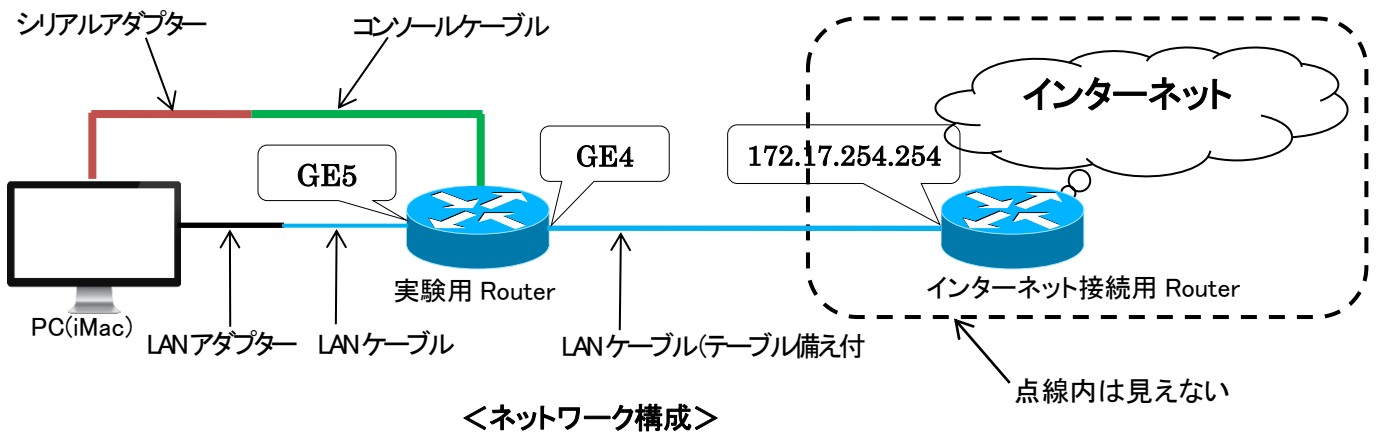 シリアルアダプター
コンソールケーブル
インターネット
GE5
GE4
172.17.254.254
実験用 Router
インターネット接続用 Router
PC(iMac)
LANアダプター
LANケーブル
LANケーブル(テーブル備え付
点線内は見えない
＜ネットワーク構成＞